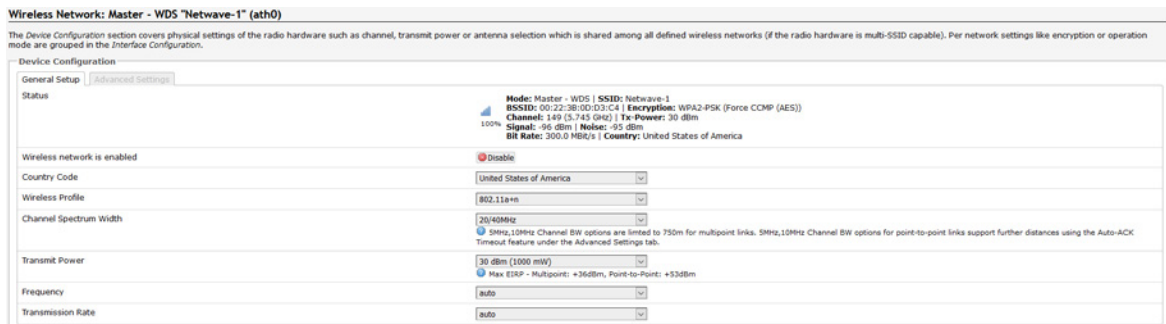 Wireless Network: Master - WDS "Netwave-1" (ath0)
The Device Configuration section covers physical settings of the radio hardware such as channel, transmit power or antenna selection which is shared among all defined wireless networks (if the radio hardware is multi-SSID capable). Per network settings like encryption or operation
mode are grouped in the Interface Configuration.
Device Configuration
General Setup Advanced Settings
Status
Mode: Master - WDS | SSID: Netwave-1
BSSID: 00:22:3B:0D:D3:C4 | Encryption: WPA2-PSK (Force CCMP (AES))
Channel: 149 (5.745 GHz) | Tx-Power: 30 dBm
100% Signal: -96 dBm | Noise: -95 dBm
Bit Rate: 300.0 MBit/s | Country: United States of America
Wireless network is enabled Disable
Country Code United States of America
Wireless Profile 802.11a+n
Channel Spectrum Width 20/40MHz
5MHz,10MHz Channel BW options are limted to 750m for multipoint links. 5MHz,10MHz Channel BW options for point-to-point links support further distances using the Auto-ACK
Timeout feature under the Advanced Settings tab.
Transmit Power 30 dBm (1000 mW)
Max EIRP - Multipoint: +36dBm, Point-to-Point: +53dBm
Frequency auto
Transmission Rate auto